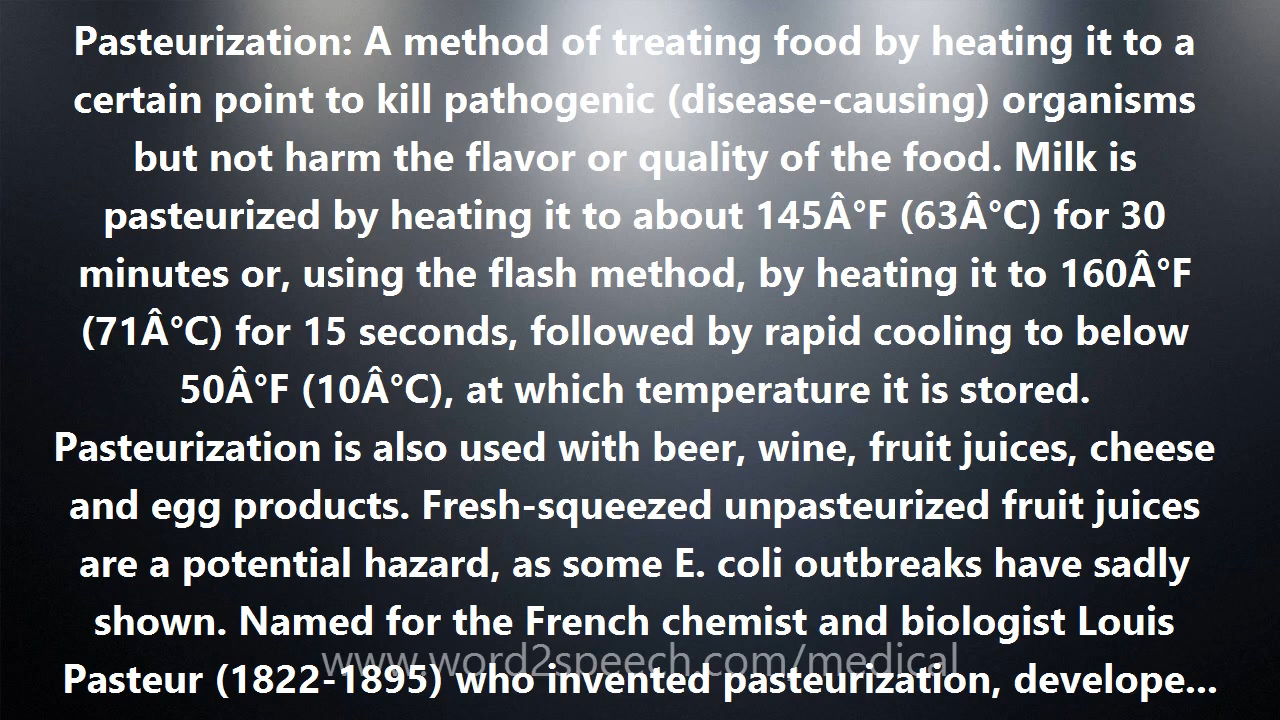 Pasteurization: A method of treating food by heating it to a
certain point to kill pathogenic (disease-causing) organisms
but not harm the flavor or quality of the food. Milk is
pasteurized by heating it to about 145Â°F (63Â°C) for 30
minutes or, using the flash method, by heating it to 160Â°F
(71Â°C) for 15 seconds, followed by rapid cooling to below
50Â°F (10Â°C), at which temperature it is stored.
Pasteurization is also used with beer, wine, fruit juices, cheese
and egg products. Fresh-squeezed unpasteurized fruit juices
are a potential hazard, as some E. coli outbreaks have sadly
shown. Named for the French chemist and biologist Louis
www.word2speech.com/medical
Pasteur (1822-1895) who invented pasteurization, develope...